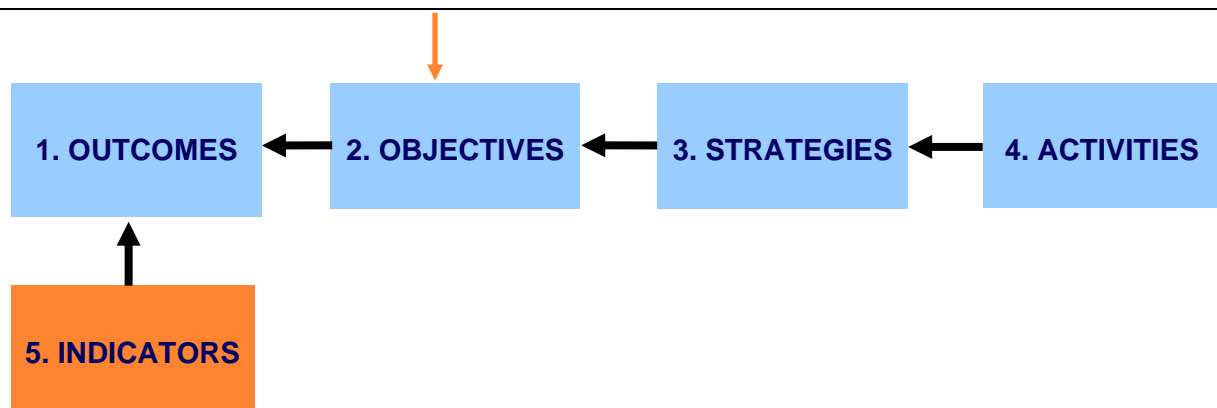 1. OUTCOMES
2. OBJECTIVES
3. STRATEGIES
4. ACTIVITIES
5. INDICATORS